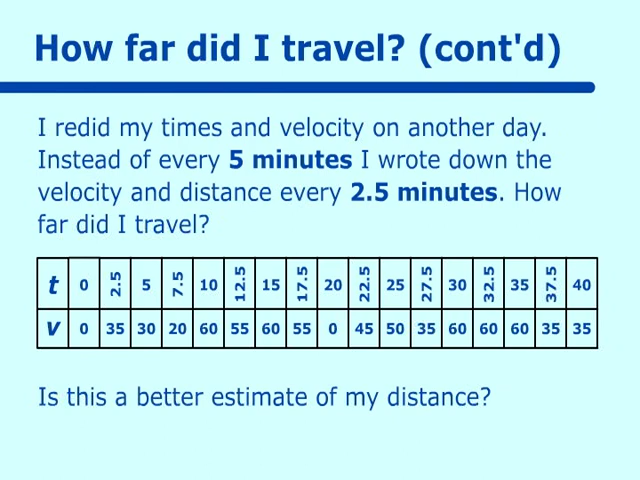 How far did I travel? (cont'd)
I redid my times and velocity on another day.
Instead of every 5 minutes I wrote down the
velocity and distance every 2.5 minutes. How
far did I travel?
t 0 2.5 5 7.5 10 12.5 15 17.5 20 22.5 25 27.5 30 32.5 35 37.5 40
v 0 35 30 20 60 55 60 55 0 45 50 35 60 60 60 35 35
Is this a better estimate of my distance?